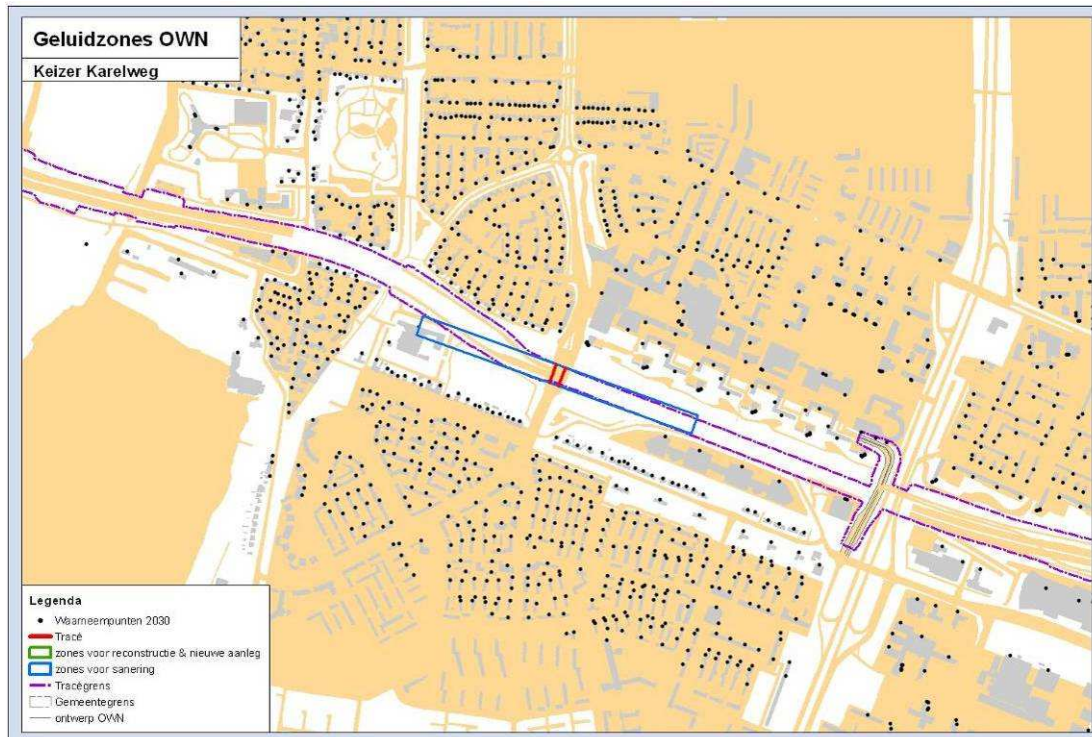 Geluidzones OWN
Keizer Karelweg
Legenda
Waarneempunten 2030
Tracé
zones voor reconstructie & nieuwe aanleg
zones voor sanering
Tracégrens
Gemeentegrens
ontwerp OWN